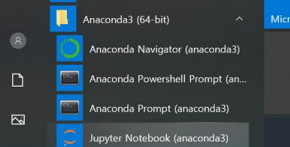 Anaconda3 (64-bit)
Anaconda Navigator (anaconda3)
Anaconda Powershell Prompt (an...
Anaconda Prompt (anaconda3)
Jupyter Notebook (anaconda3)